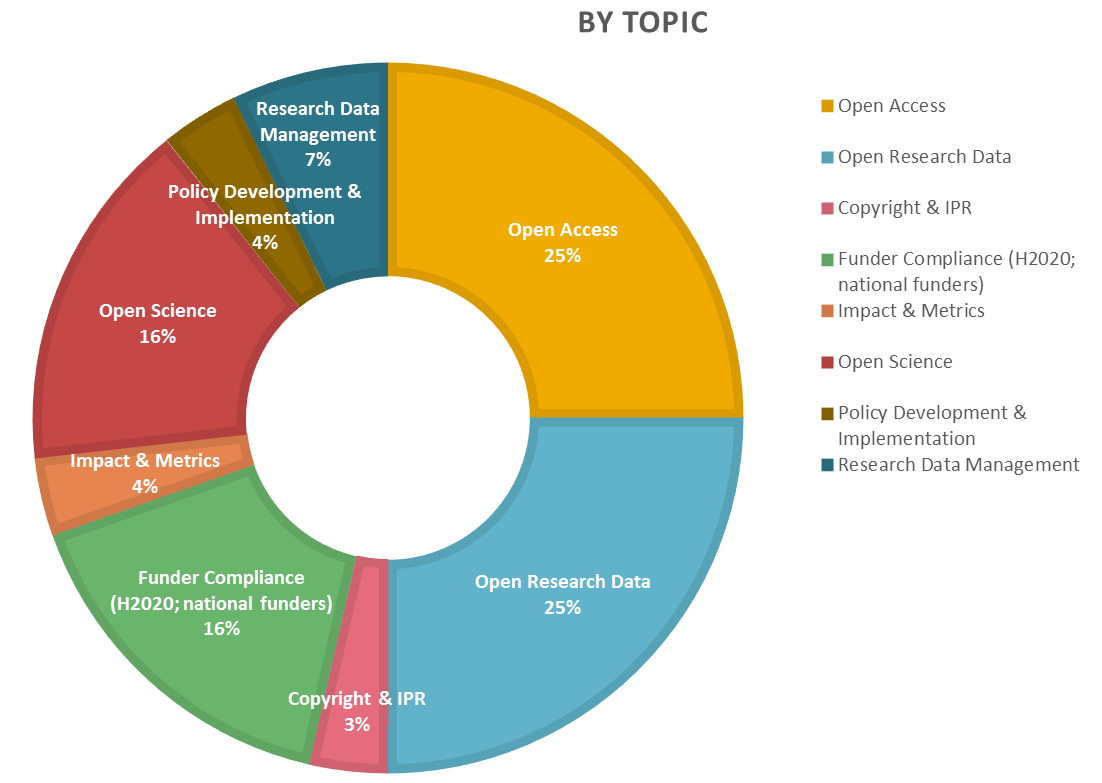 BY TOPIC
Research Data
Management
7%
Policy Development &
Implementation
4%
Open Access
25%
Open Science
16%
Impact & Metrics
4%
Funder Compliance
(H2020; national funders)
16%
Open Research Data
25%
Copyright & IPR
3%
Open Access
Open Research Data
Copyright & IPR
Funder Compliance (H2020;
national funders)
Impact & Metrics
Open Science
Policy Development &
Implementation
Research Data Management